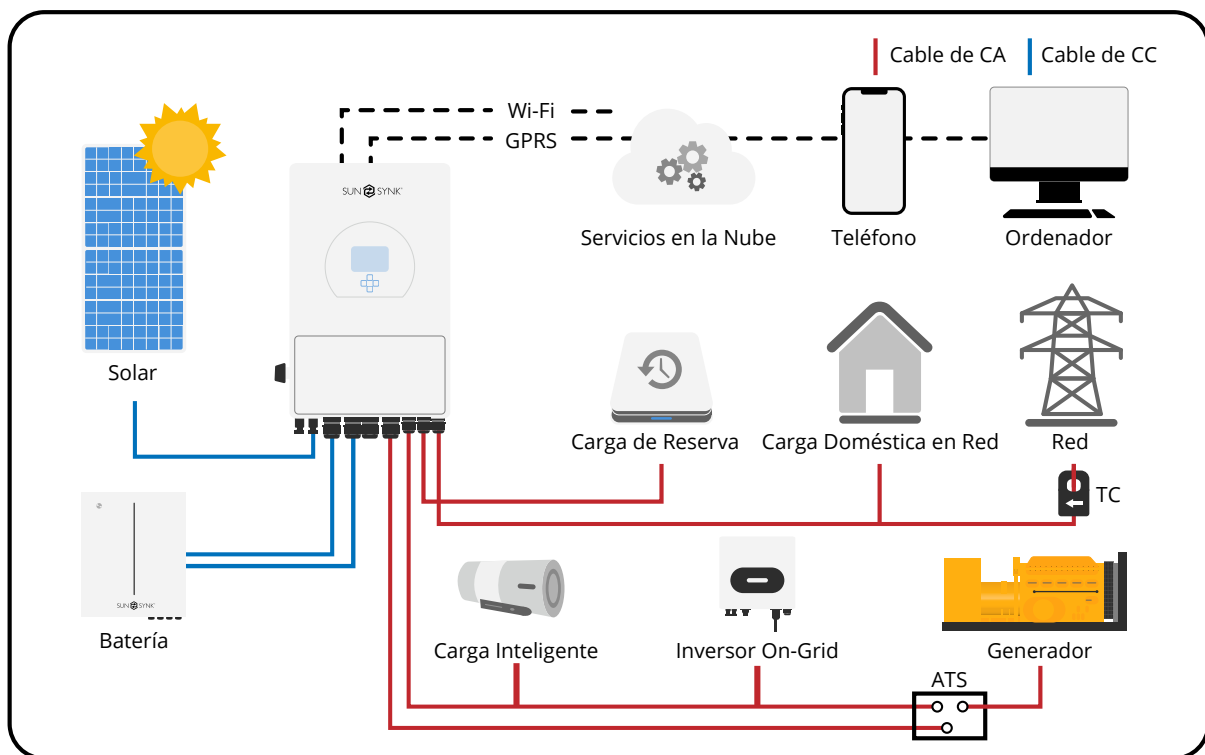 Cable de CA
Cable de CC
Wi-Fi
GPRS
SUN SYNK
Servicios en la Nube
Teléfono
Ordenador
Solar
Carga de Reserva
Carga Doméstica en Red
Red
TC
SUN SYNK
Batería
Carga Inteligente
Inversor On-Grid
Generador
ATS